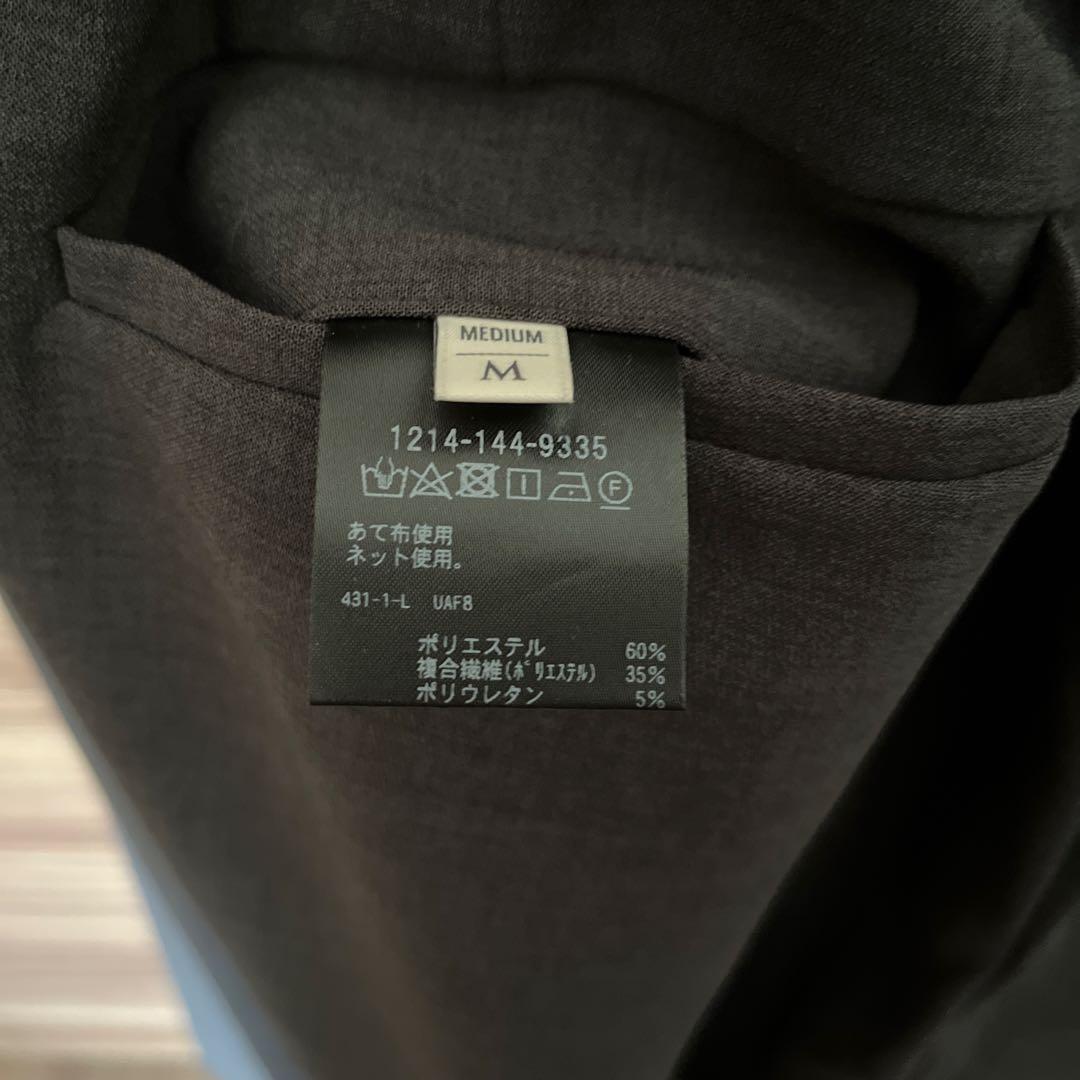 MEDIUM
M
1214-144-9335
F
あて布使用
ネット使用。
431-1-L UAF8
ポリエステル 60%
複合繊維(ﾎﾟﾘｴｽﾃﾙ) 35%
ポリウレタン 5%